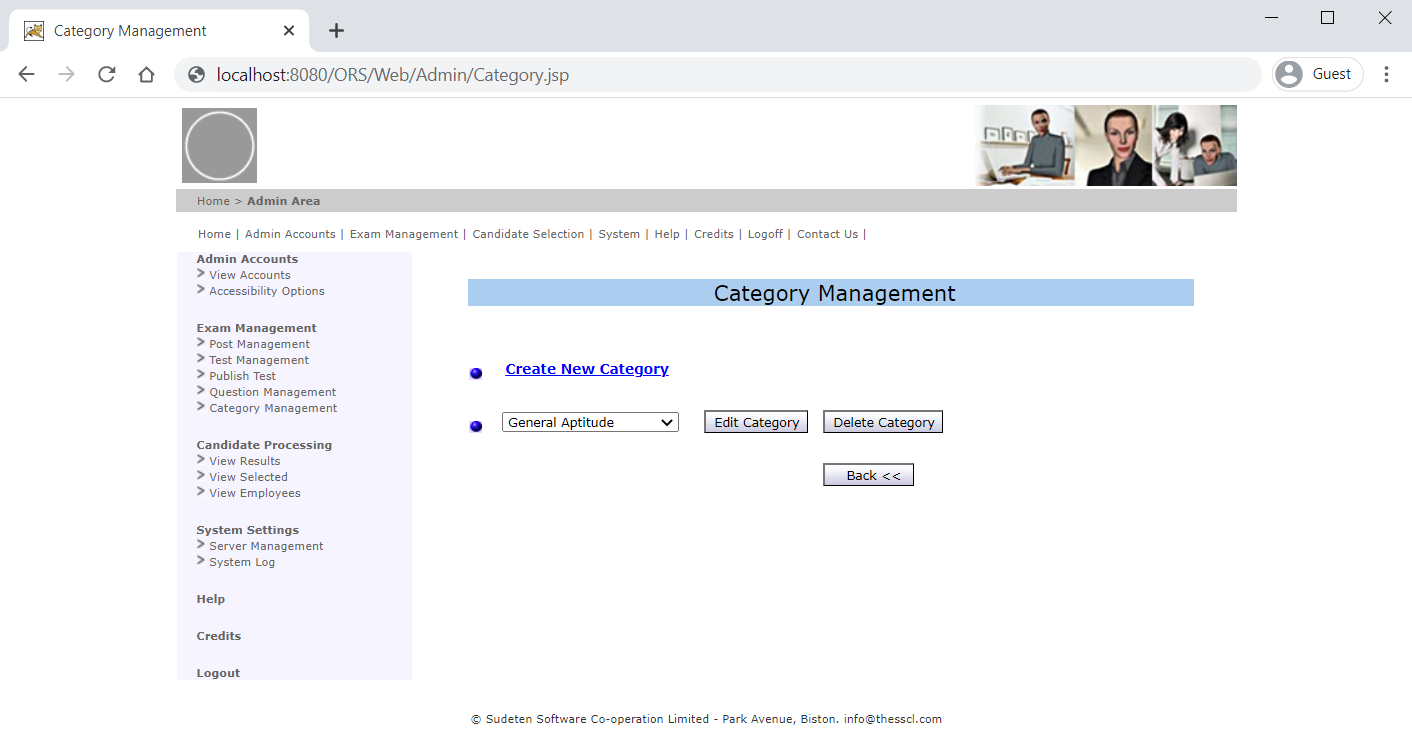 Category Management
localhost:8080/ORS/Web/Admin/Category.jsp
Guest
Home > Admin Area
Home | Admin Accounts | Exam Management | Candidate Selection | System | Help | Credits | Logoff | Contact Us |
Admin Accounts
View Accounts
Accessibility Options
Exam Management
Post Management
Test Management
Publish Test
Question Management
Category Management
Candidate Processing
View Results
View Selected
View Employees
System Settings
Server Management
System Log
Help
Credits
Logout
Category Management
Create New Category
General Aptitude Edit Category Delete Category
Back <<
© Sudeten Software Co-operation Limited - Park Avenue, Biston. info@thesscl.com